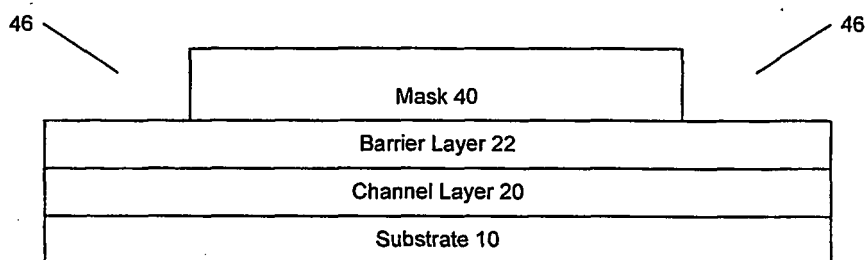 46
46
Mask 40
Barrier Layer 22
Channel Layer 20
Substrate 10